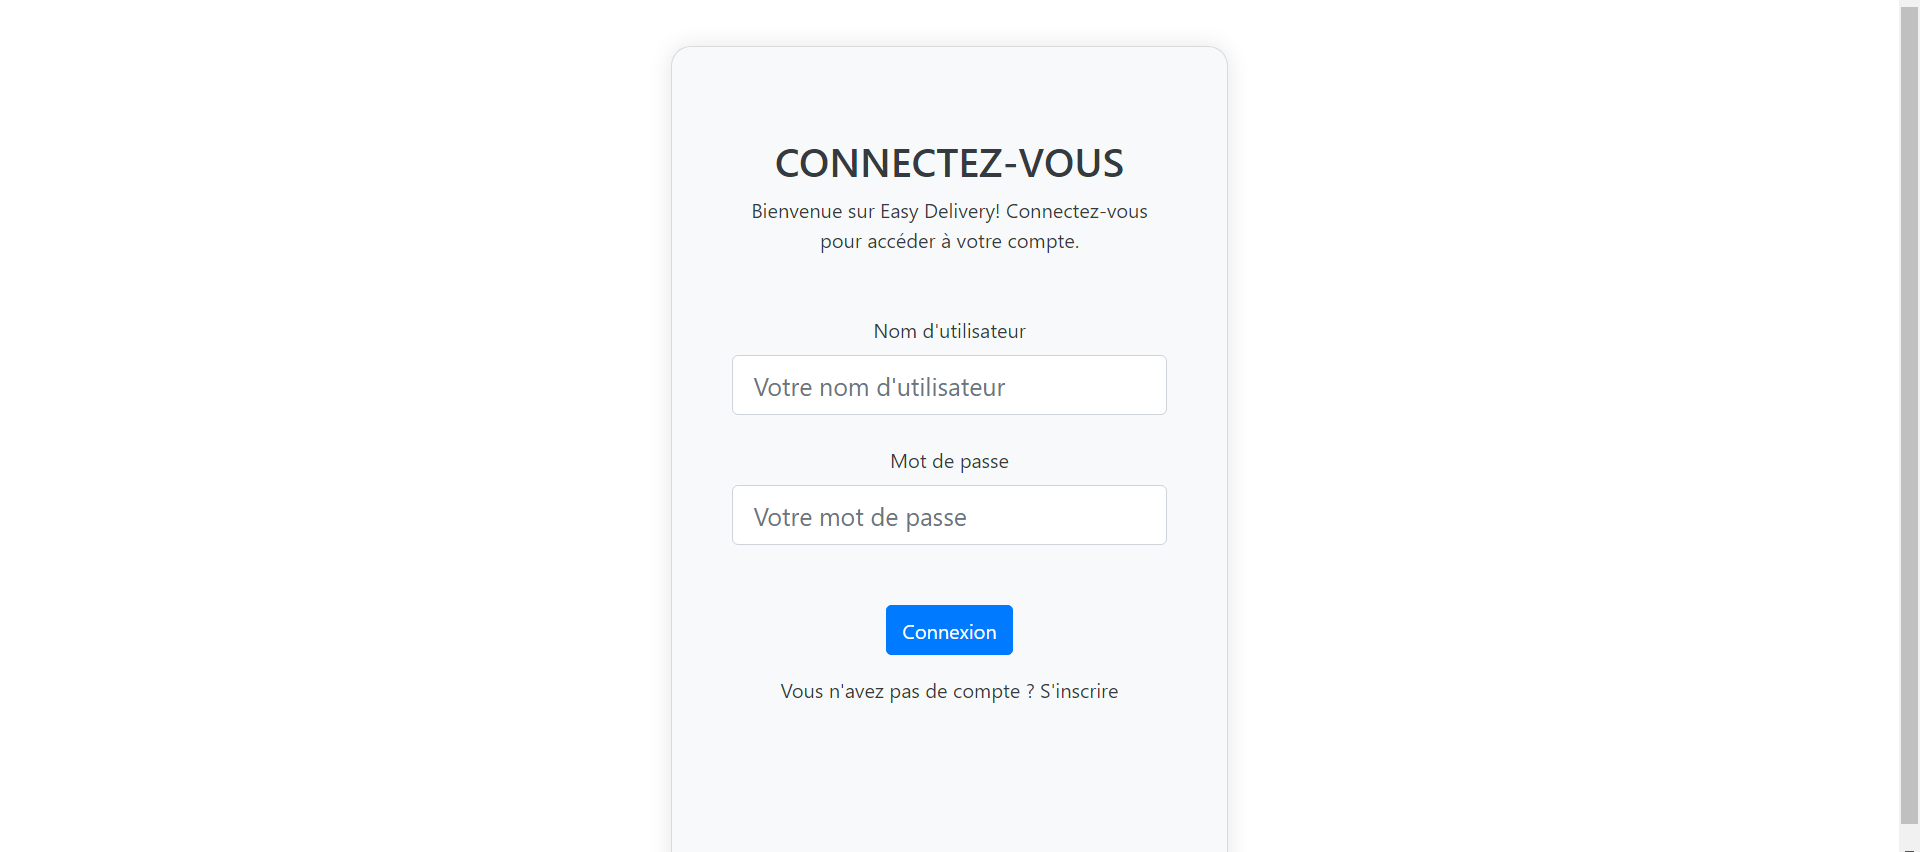 CONNECTEZ-VOUS
Bienvenue sur Easy Delivery! Connectez-vous
pour accéder à votre compte.
Nom d'utilisateur
Votre nom d'utilisateur
Mot de passe
Votre mot de passe
Connexion
Vous n'avez pas de compte ? S'inscrire